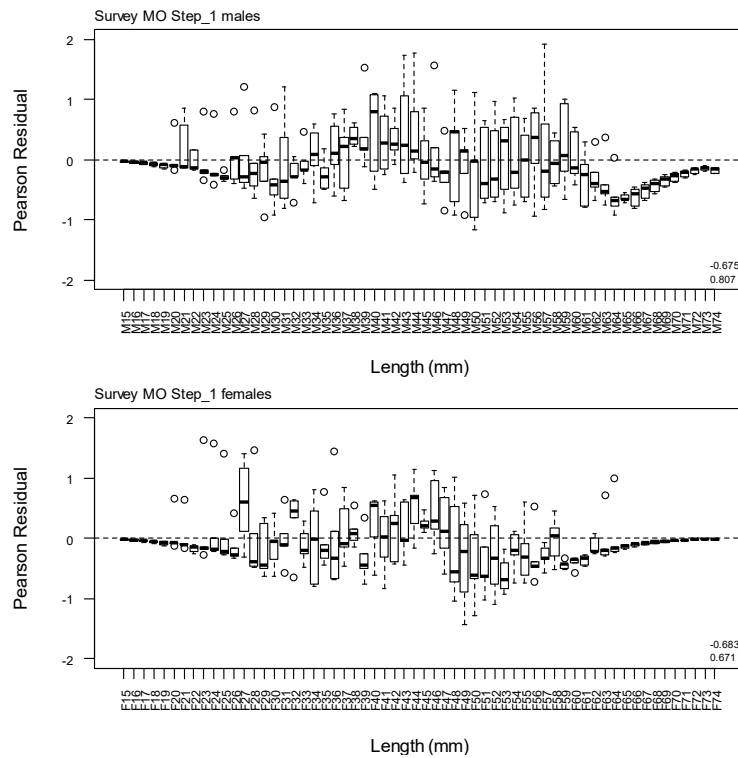 Survey MO Step_1 males
2
1
0
-1
-2
Pearson Residual
-0.675
0.807
M15 M16 M17 M18 M19 M20 M21 M22 M23 M24 M25 M26 M27 M28 M29 M30 M31 M32 M33 M34 M35 M36 M37 M38 M39 M40 M41 M42 M43 M44 M45 M46 M47 M48 M49 M50 M51 M52 M53 M54 M55 M56 M57 M58 M59 M60 M61 M62 M63 M64 M65 M66 M67 M68 M69 M70 M71 M72 M73 M74
Length (mm)
Survey MO Step_1 females
2
1
0
-1
-2
Pearson Residual
-0.683
0.671
F15 F16 F17 F18 F19 F20 F21 F22 F23 F24 F25 F26 F27 F28 F29 F30 F31 F32 F33 F34 F35 F36 F37 F38 F39 F40 F41 F42 F43 F44 F45 F46 F47 F48 F49 F50 F51 F52 F53 F54 F55 F56 F57 F58 F59 F60 F61 F62 F63 F64 F65 F66 F67 F68 F69 F70 F71 F72 F73 F74
Length (mm)